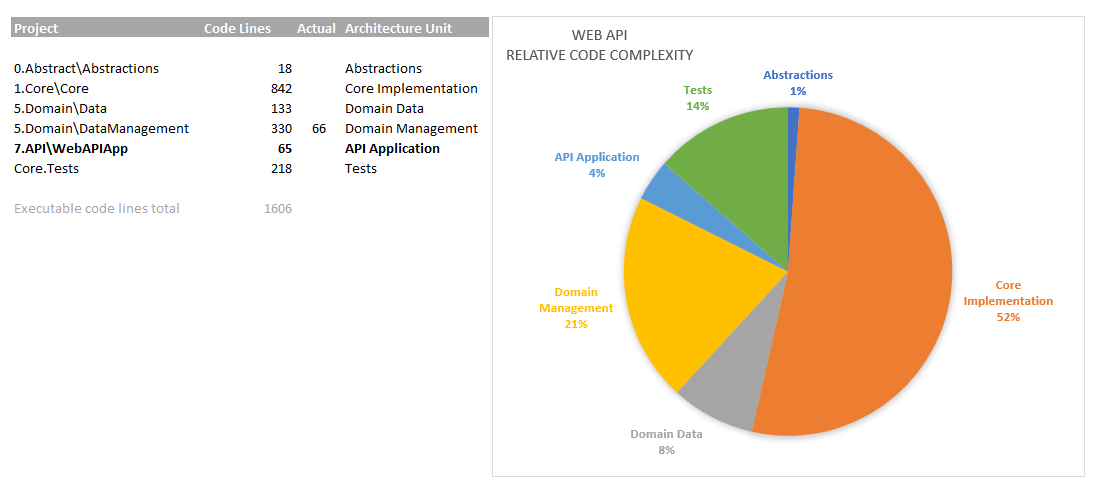 Project Code Lines Actual Architecture Unit
0.Abstract\Abstractions 18 Abstractions
1.Core\Core 842 Core Implementation
5.Domain\Data 133 Domain Data
5.Domain\DataManagement 330 66 Domain Management
7.API\WebAPIApp 65 API Application
Core.Tests 218 Tests
Executable code lines total 1606
WEB API
RELATIVE CODE COMPLEXITY
Abstractions
1%
Tests
14%
API Application
4%
Core
Implementation
52%
Domain
Management
21%
Domain Data
8%